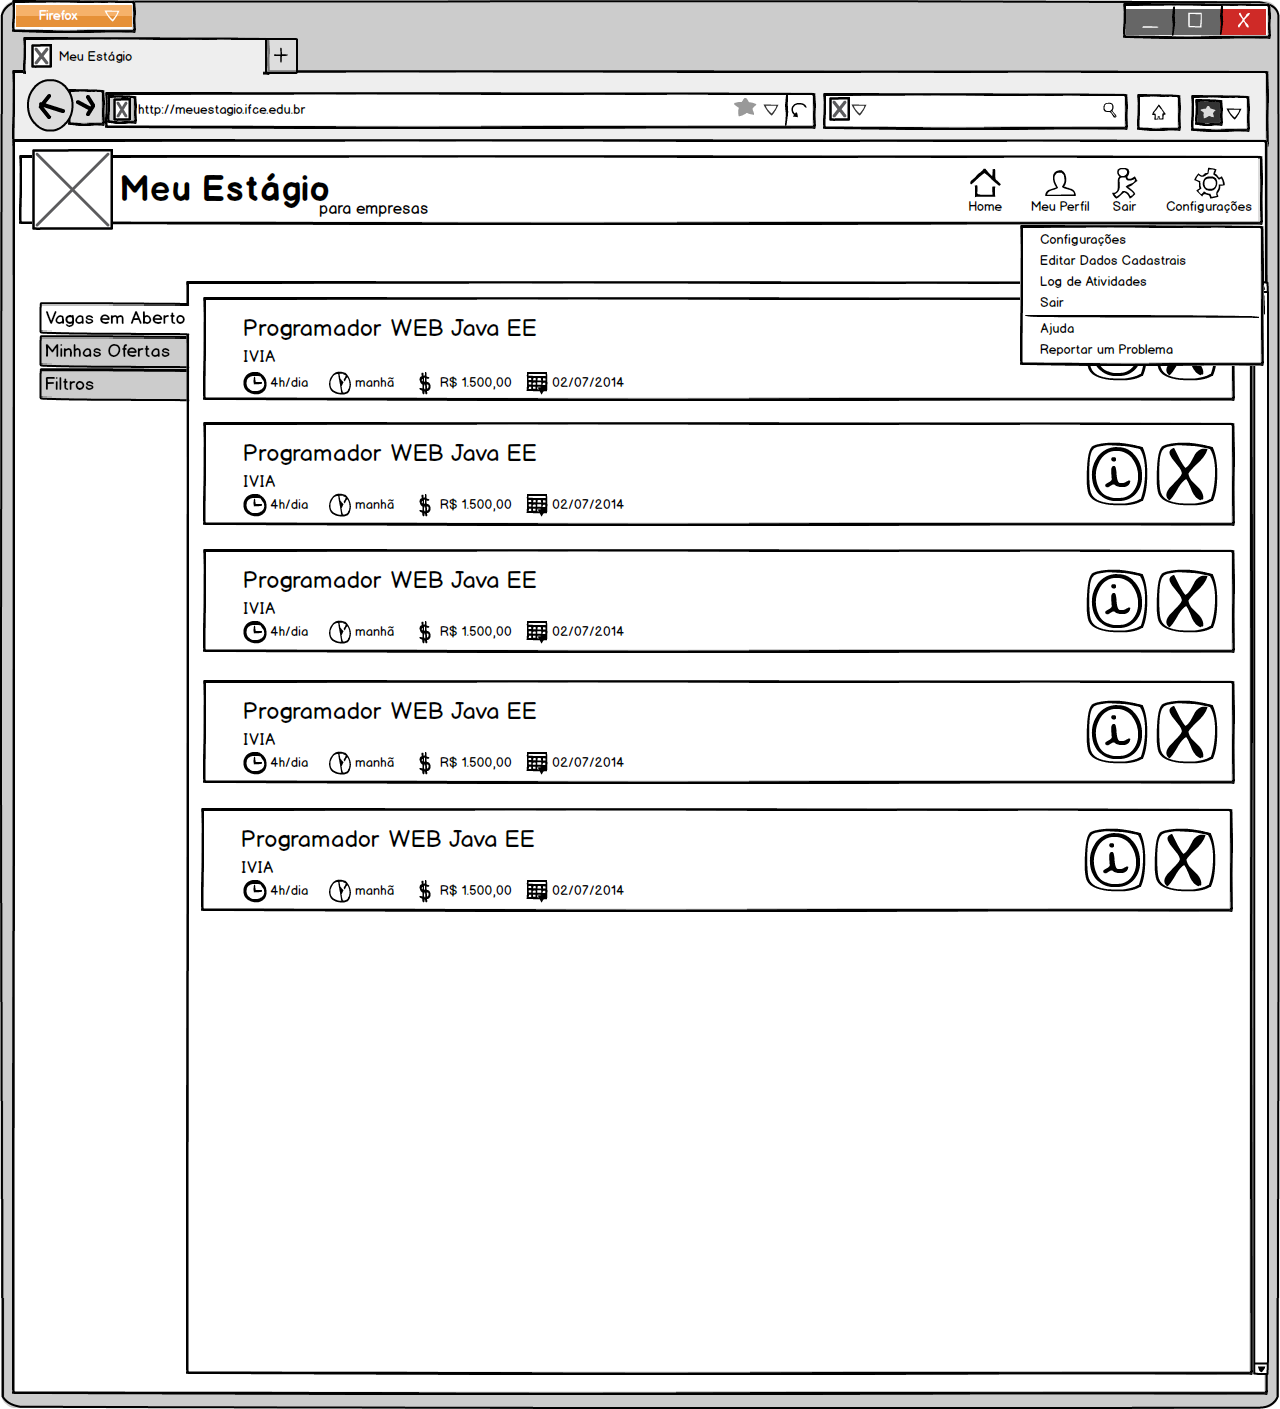 Firefox
Meu Estágio
http://meuestagio.ifce.edu.br
Meu Estágio
para empresas
Home
Meu Perfil
Sair
Configurações
Configurações
Editar Dados Cadastrais
Log de Atividades
Sair
Ajuda
Reportar um Problema
Vagas em Aberto
Minhas Ofertas
Filtros
Programador WEB Java EE
IVIA
4h/dia manhã R$ 1.500,00 02/07/2014
Programador WEB Java EE
IVIA
4h/dia manhã R$ 1.500,00 02/07/2014
Programador WEB Java EE
IVIA
4h/dia manhã R$ 1.500,00 02/07/2014
Programador WEB Java EE
IVIA
4h/dia manhã R$ 1.500,00 02/07/2014
Programador WEB Java EE
IVIA
4h/dia manhã R$ 1.500,00 02/07/2014